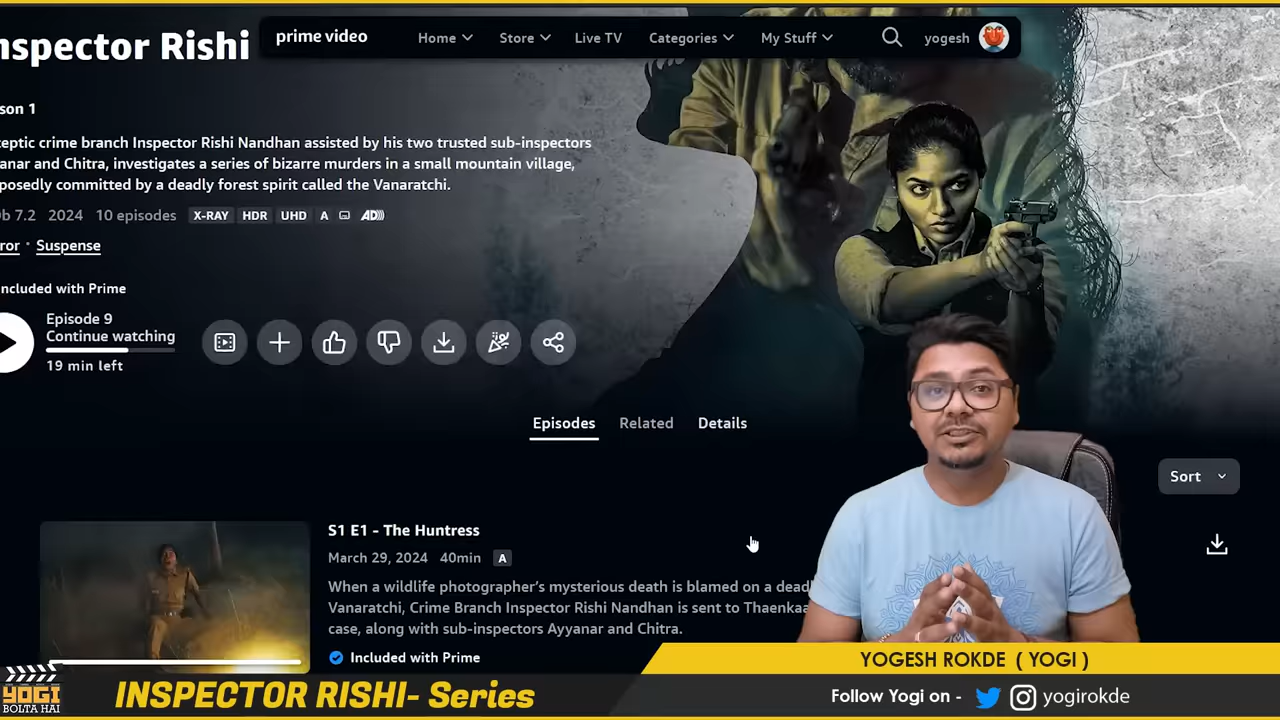 nspector Rishi
prime video
Home
Store
Live TV
Categories
My Stuff
yogesh
son 1
eptic crime branch Inspector Rishi Nandhan assisted by his two trusted sub-inspectors
anar and Chitra, investigates a series of bizarre murders in a small mountain village,
posedly committed by a deadly forest spirit called the Vanaratchi.
b 7.2 2024 10 episodes X-RAY HDR UHD A AD
ror · Suspense
ncluded with Prime
Episode 9
Continue watching
19 min left
Episodes
Related
Details
Sort
S1 E1 - The Huntress
March 29, 2024 40min A
When a wildlife photographer's mysterious death is blamed on a dead
Vanaratchi, Crime Branch Inspector Rishi Nandhan is sent to Thaenkaa
case, along with sub-inspectors Ayyanar and Chitra.
Included with Prime
YOGESH ROKDE ( YOGI )
YOGI
BOLTA HAI
INSPECTOR RISHI- Series
Follow Yogi on - yogirokde